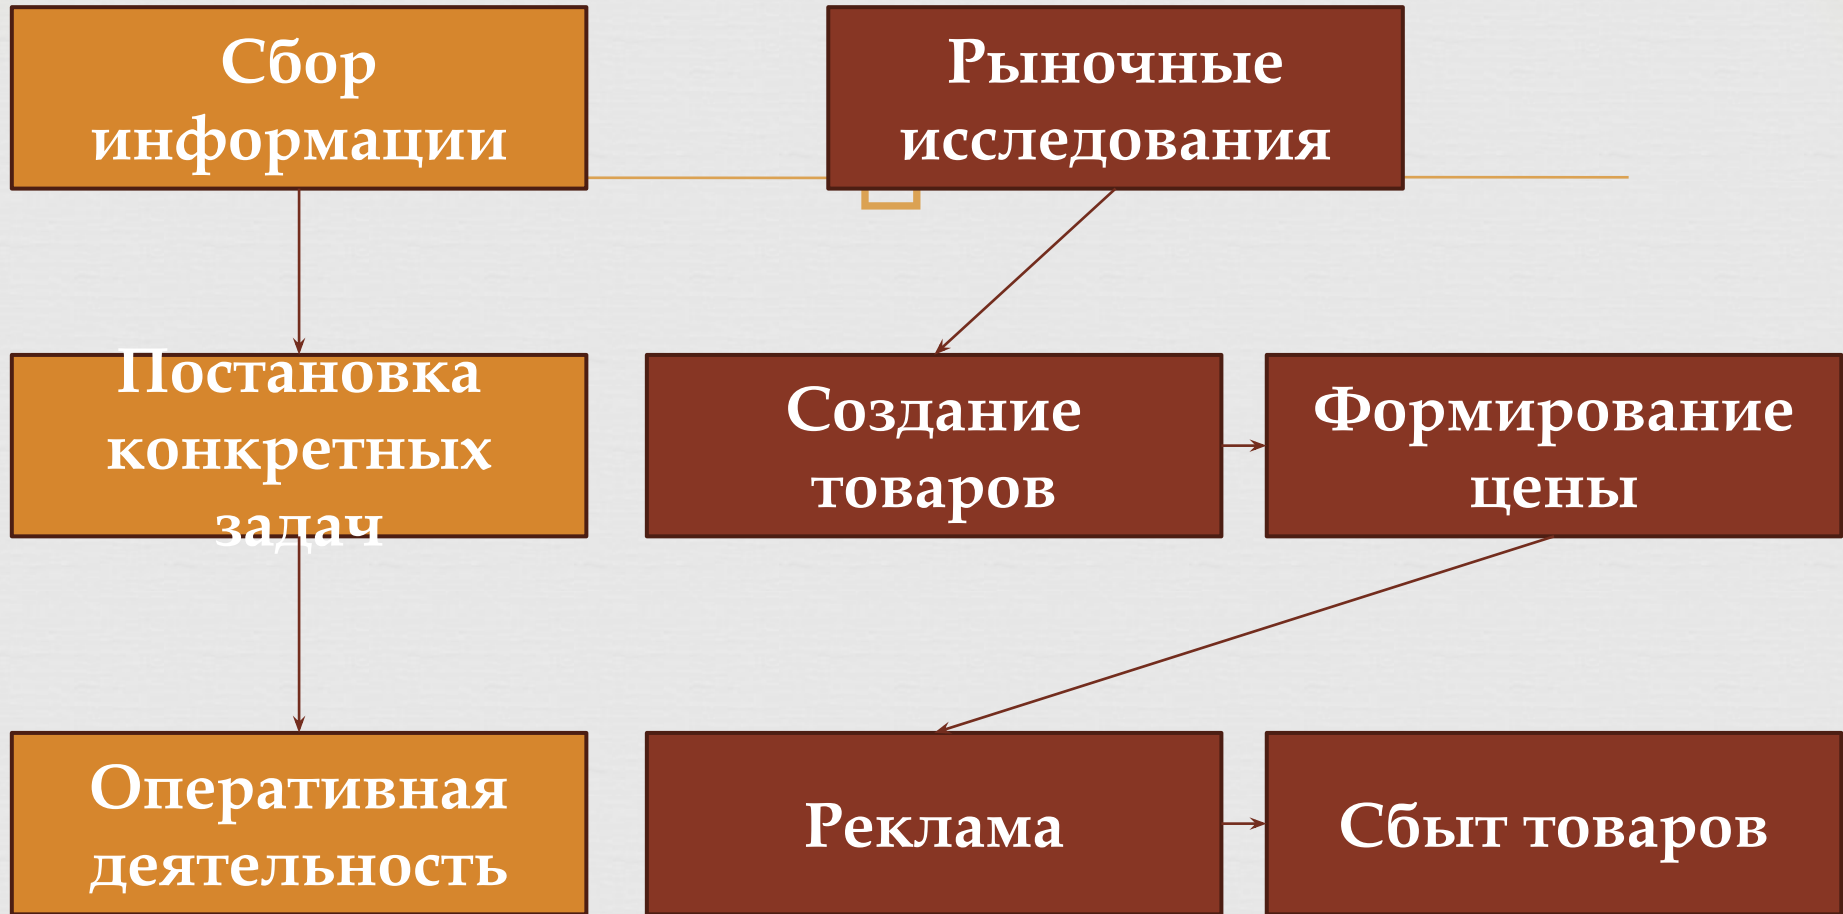 Сбор
информации
Рыночные
исследования
Постановка
конкретных
задач
Создание
товаров
Формирование
цены
Оперативная
деятельность
Реклама
Сбыт товаров